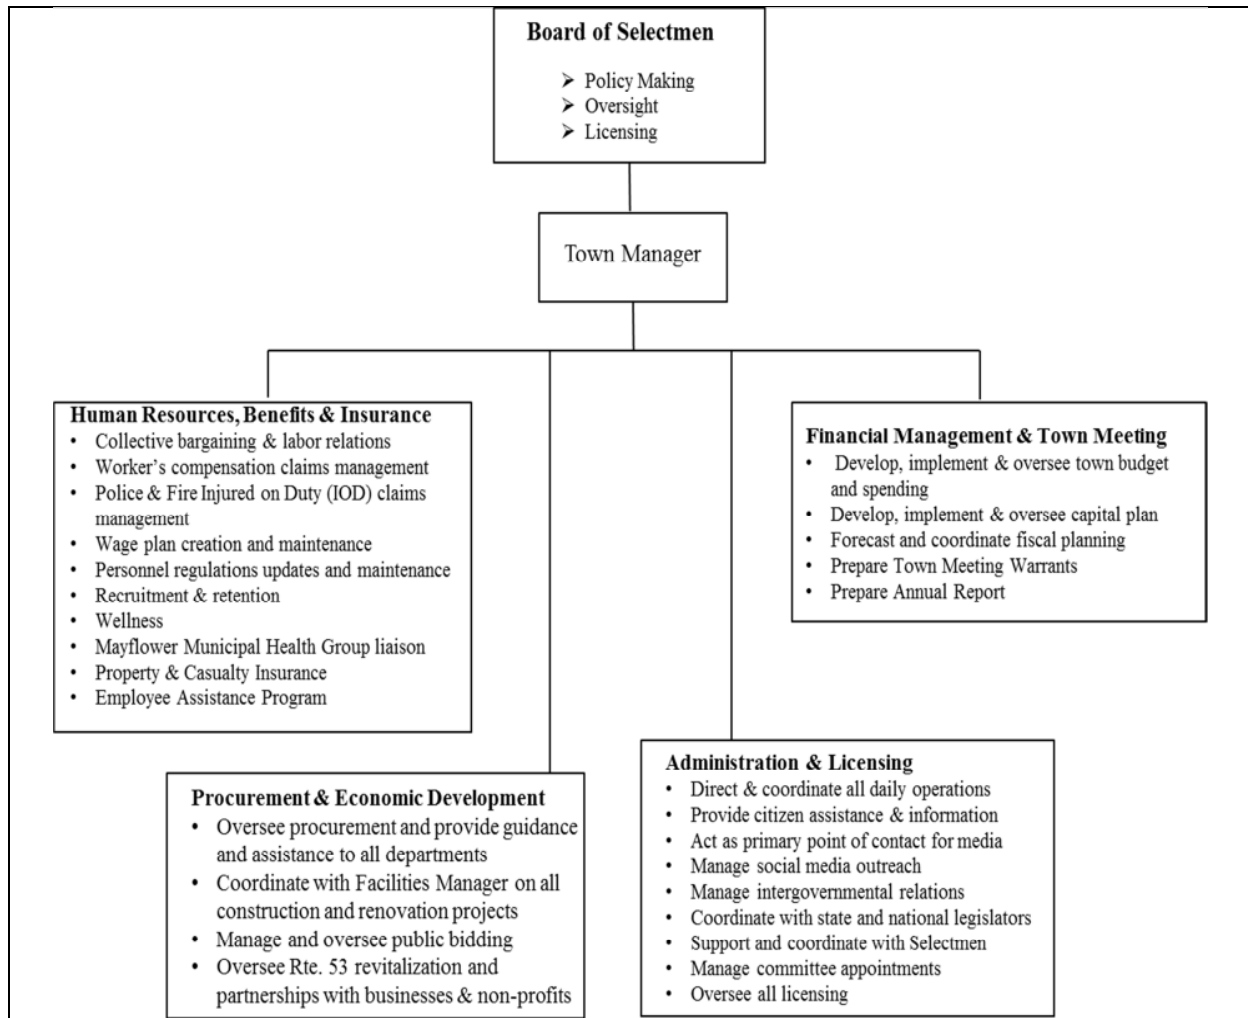 Board of Selectmen
➢ Policy Making
➢ Oversight
➢ Licensing
Town Manager
Human Resources, Benefits & Insurance
• Collective bargaining & labor relations
• Worker’s compensation claims management
• Police & Fire Injured on Duty (IOD) claims
management
• Wage plan creation and maintenance
• Personnel regulations updates and maintenance
• Recruitment & retention
• Wellness
• Mayflower Municipal Health Group liaison
• Property & Casualty Insurance
• Employee Assistance Program
Financial Management & Town Meeting
• Develop, implement & oversee town budget
and spending
• Develop, implement & oversee capital plan
• Forecast and coordinate fiscal planning
• Prepare Town Meeting Warrants
• Prepare Annual Report
Procurement & Economic Development
• Oversee procurement and provide guidance
and assistance to all departments
• Coordinate with Facilities Manager on all
construction and renovation projects
• Manage and oversee public bidding
• Oversee Rte. 53 revitalization and
partnerships with businesses & non-profits
Administration & Licensing
• Direct & coordinate all daily operations
• Provide citizen assistance & information
• Act as primary point of contact for media
• Manage social media outreach
• Manage intergovernmental relations
• Coordinate with state and national legislators
• Support and coordinate with Selectmen
• Manage committee appointments
• Oversee all licensing